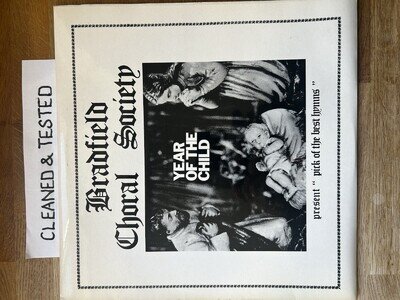 CLEANED & TESTED
Bradfield
Choral Society
YEAR
OF THE
CHILD
present " pick of the best hymns "